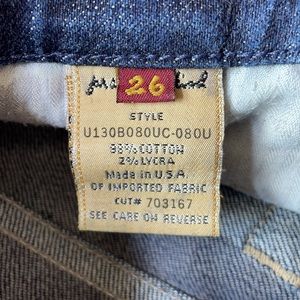 26
STYLE
U130B080UC-080U
98% COTTON
2% LYCRA
Made in U.S.A.
OF IMPORTED FABRIC
CUT# 703167
SEE CARE ON REVERSE